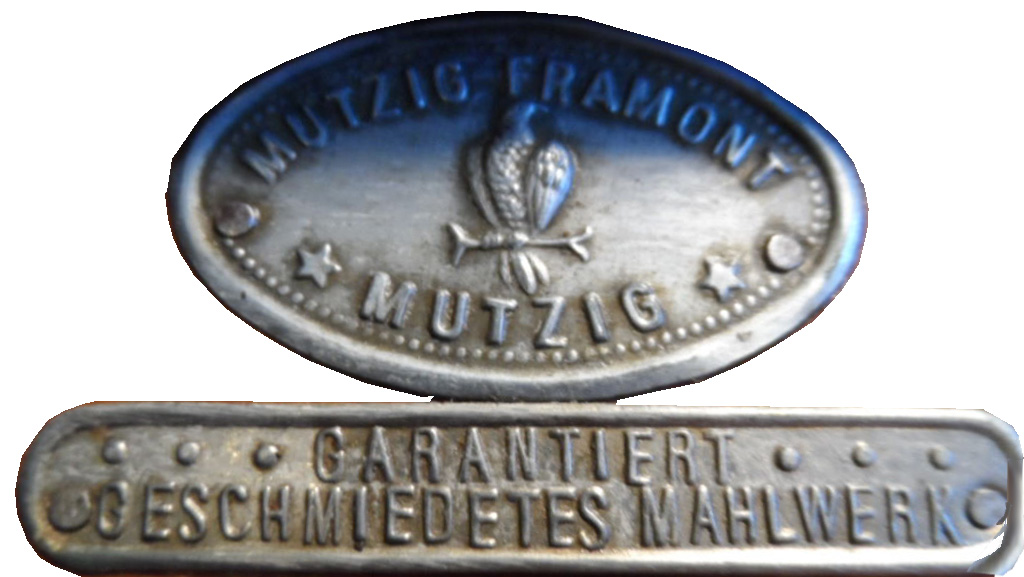 MUTZIG-FRAMONT
MUTZIG
GARANTIERT
GESCHMIEDETES MAHLWERK